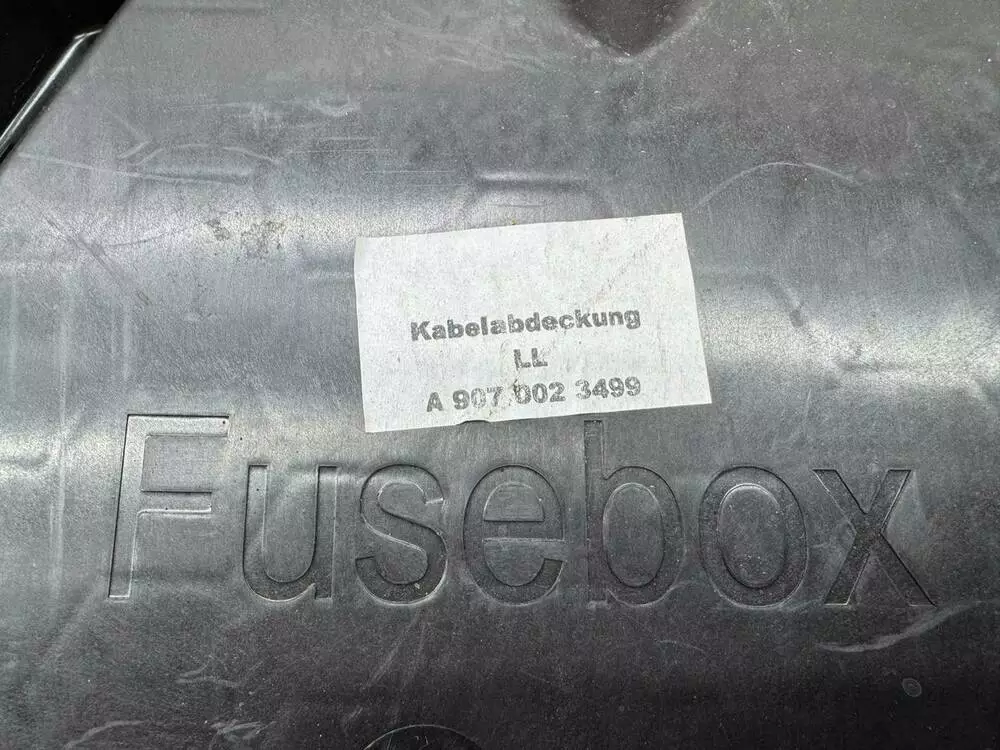 Kabelabdeckung
LL
A 907 002 3499
Fusebox